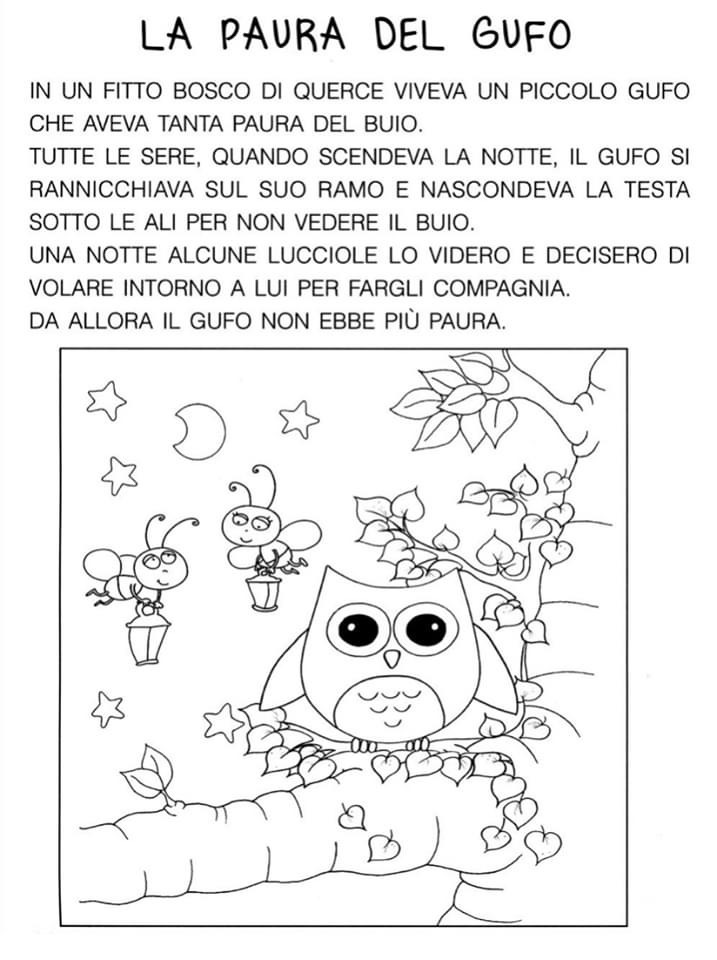 LA PAURA DEL GUFO
IN UN FITTO BOSCO DI QUERCE VIVEVA UN PICCOLO GUFO
CHE AVEVA TANTA PAURA DEL BUIO.
TUTTE LE SERE, QUANDO SCENDEVA LA NOTTE, IL GUFO SI
RANNICCHIAVA SUL SUO RAMO E NASCONDEVA LA TESTA
SOTTO LE ALI PER NON VEDERE IL BUIO.
UNA NOTTE ALCUNE LUCCIOLE LO VIDERO E DECISERO DI
VOLARE INTORNO A LUI PER FARGLI COMPAGNIA.
DA ALLORA IL GUFO NON EBBE PIÙ PAURA.